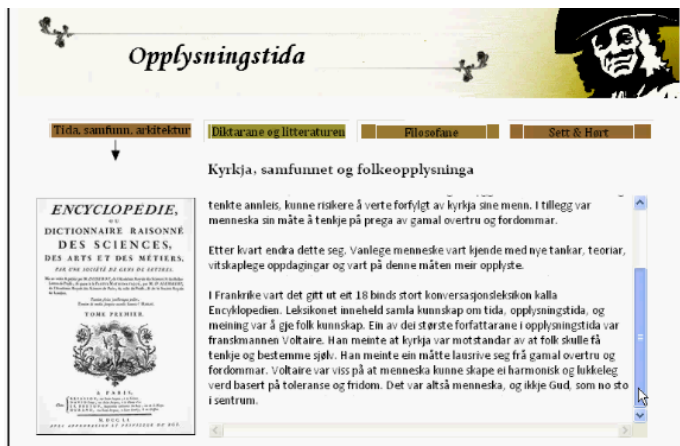 Opplysningstida
Tida, samfunn, arkitektur
Diktarane og litteraturen
Filosofane
Sett & Hørt
Kyrkja, samfunnet og folkeopplysninga
tenkte annleis, kunne risikere å verte forfylgt av kyrkja sine menn. I tillegg var
menneska sin måte å tenkje på prega av gamal overtru og fordommar.
Etter kvart endra dette seg. Vanlege menneske vart kjende med nye tankar, teoriar,
vitskaplege oppdagingar og vart på denne måten meir opplyste.
I Frankrike vart det gitt ut eit 18 binds stort konversasjonsleksikon kalla
Encyklopedien. Leksikonet inneheld samla kunnskap om tida, opplysningstida, og
meining var å gje folk kunnskap. Ein av dei største forfattarane i opplysningstida var
franskmannen Voltaire. Han meinte at kyrkja var motstandar av at folk skulle få
tenkje og bestemme sjølv. Han meinte ein måtte lausrive seg frå gamal overtru og
fordommar. Voltaire var viss på at menneska kunne skape ei harmonisk og lukkeleg
verd basert på toleranse og fridom. Det var altså menneska, og ikkje Gud, som no sto
i sentrum.
ENCYCLOPEDIE,
OU
DICTIONNAIRE RAISONNÉ
DES SCIENCES,
DES ARTS ET DES MÉTIERS,
PAR UNE SOCIÉTÉ DE GENS DE LETTRES.
TOME PREMIER.
A PARIS,
M. DCC. LI.
AVEC APPROBATION ET PRIVILEGE DU ROY.